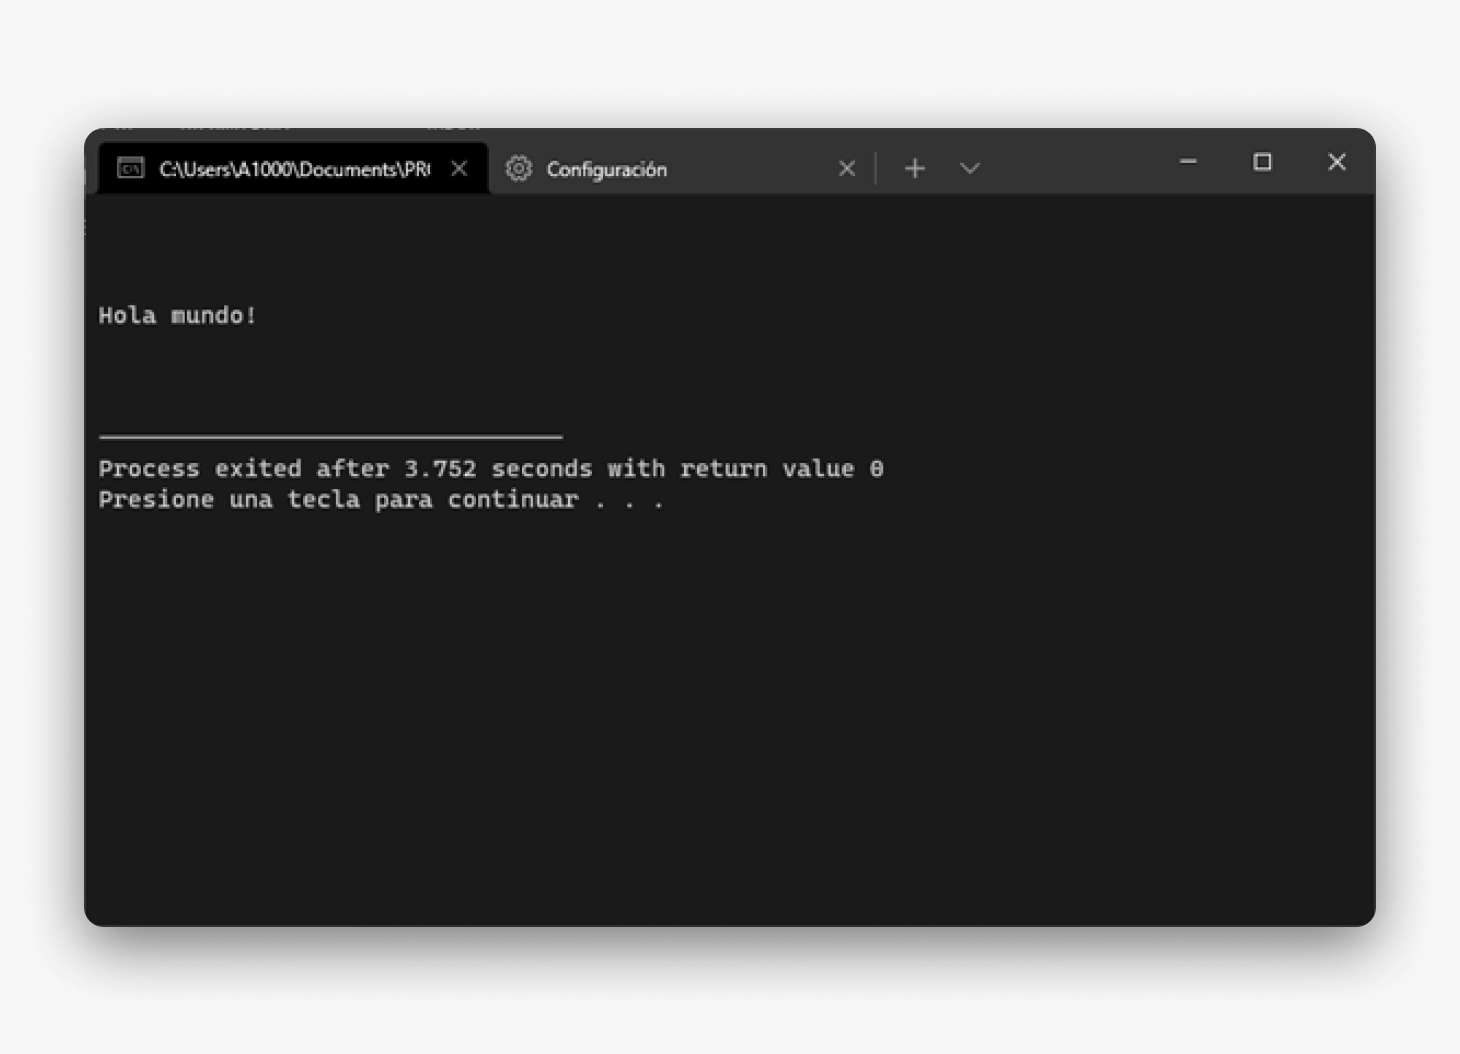 C:\Users\A1000\Documents\PR
Configuración
Hola mundo!
Process exited after 3.752 seconds with return value 0
Presione una tecla para continuar . . .